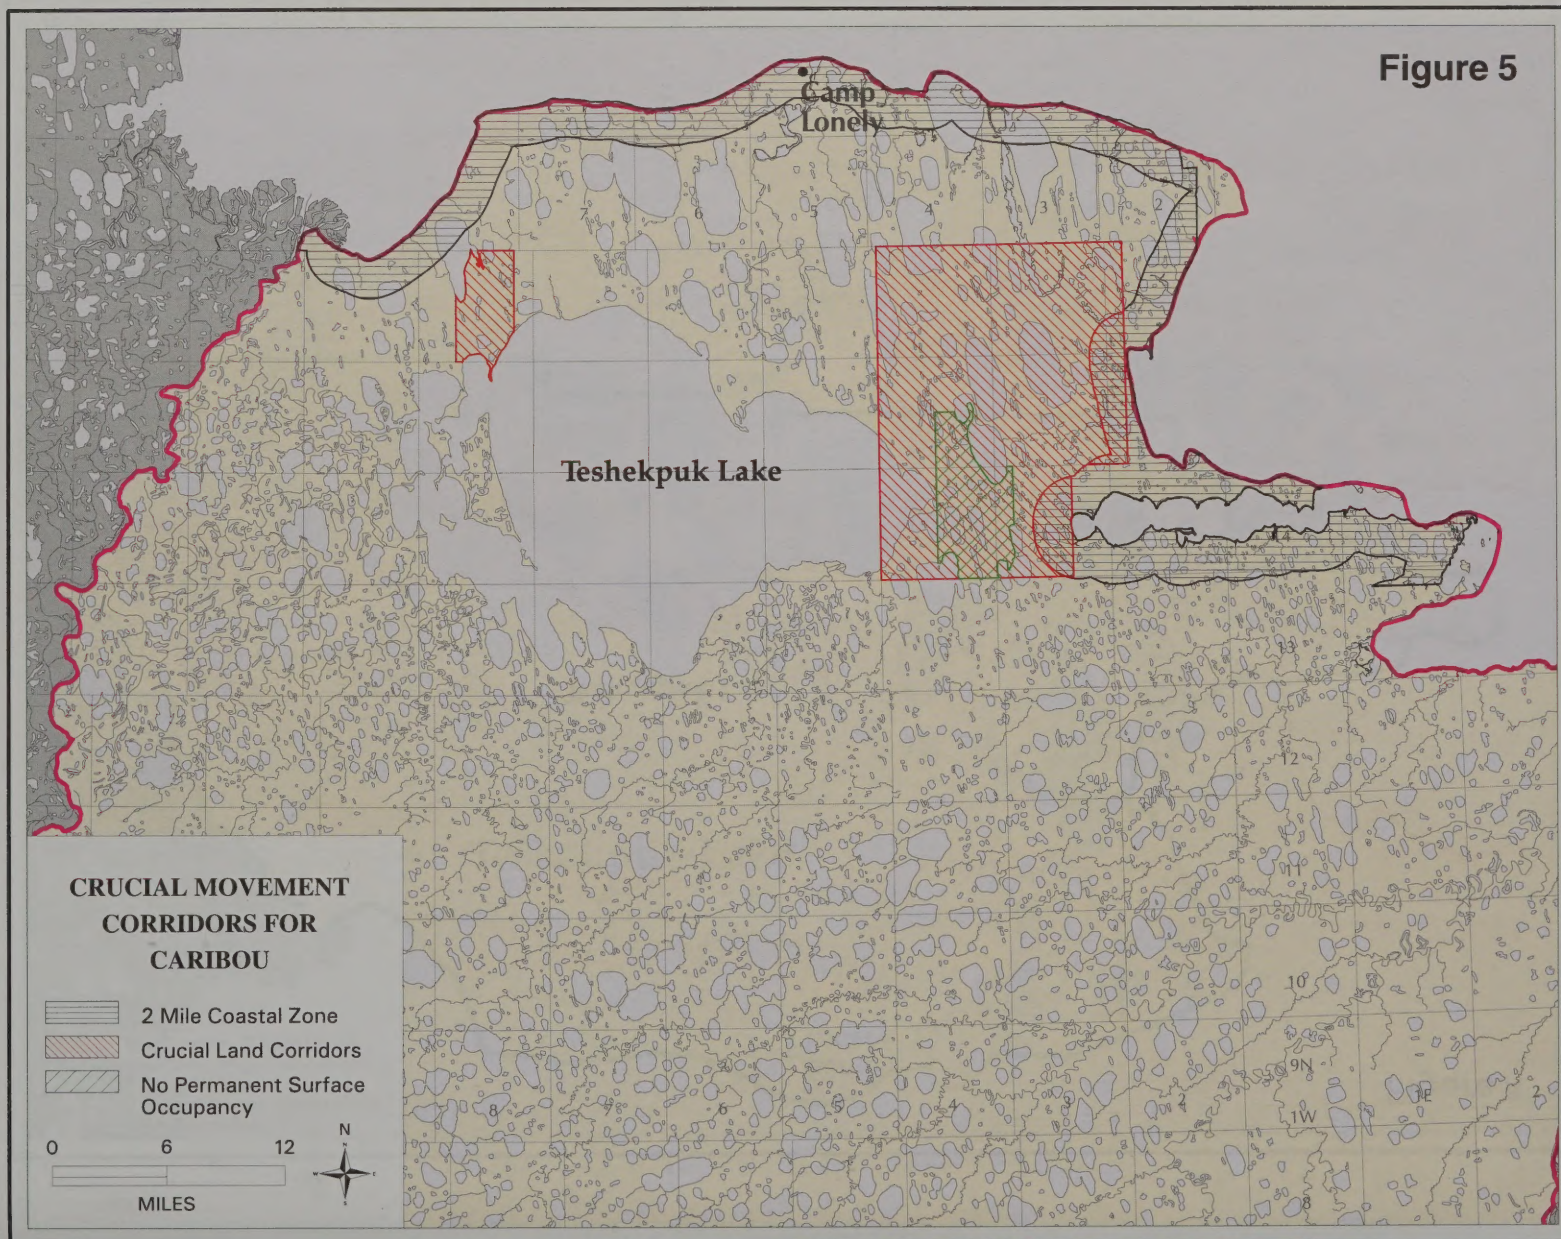 Figure 5
Camp
Lonely
7
6
5
4
3
2
Teshekpuk Lake
14
13
12
11
10
9N
8
7
6
5
4
3
2
1W
1E
2
8
CRUCIAL MOVEMENT
CORRIDORS FOR
CARIBOU
2 Mile Coastal Zone
Crucial Land Corridors
No Permanent Surface
Occupancy
0 6 12
MILES
N
N
W E
S